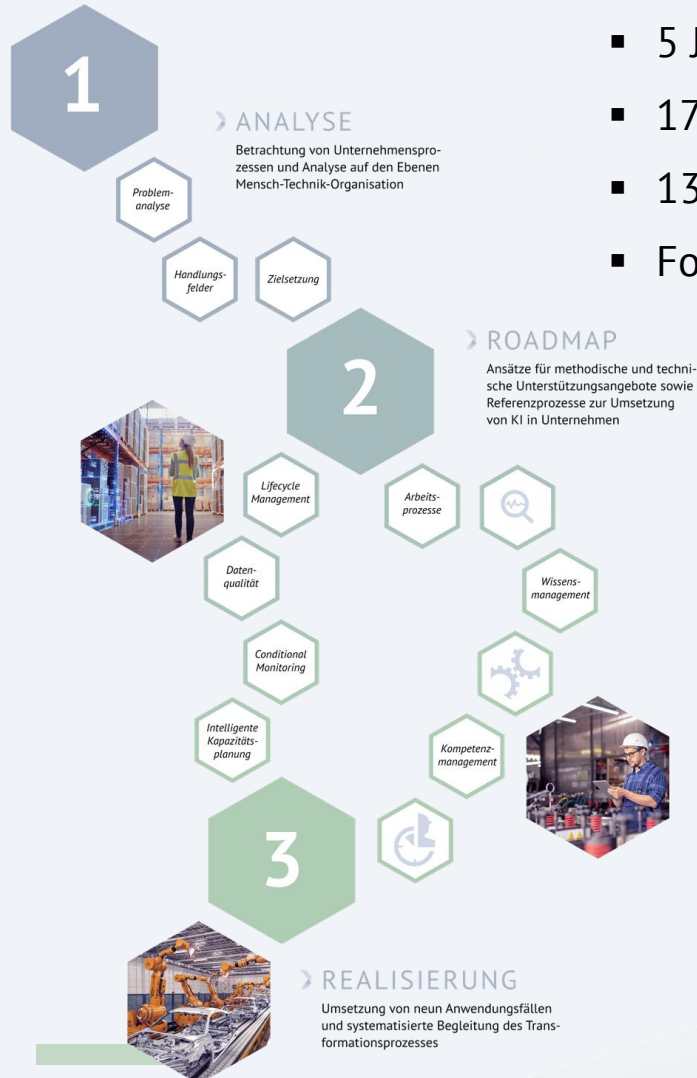 1
ANALYSE
Betrachtung von Unternehmenspro-
zessen und Analyse auf den Ebenen
Mensch-Technik-Organisation
Problem-
analyse
Handlungs-
felder
Zielsetzung
5
17
13
2
ROADMAP
Ansätze für methodische und techni-
sche Unterstützungsangebote sowie
Referenzprozesse zur Umsetzung
von KI in Unternehmen
Lifecycle
Management
Daten-
qualität
Conditional
Monitoring
Intelligente
Kapazitäts-
planung
Arbeits-
prozesse
Wissens-
management
Kompetenz-
management
3
REALISIERUNG
Umsetzung von neun Anwendungsfällen
und systematisierte Begleitung des Trans-
formationsprozesses